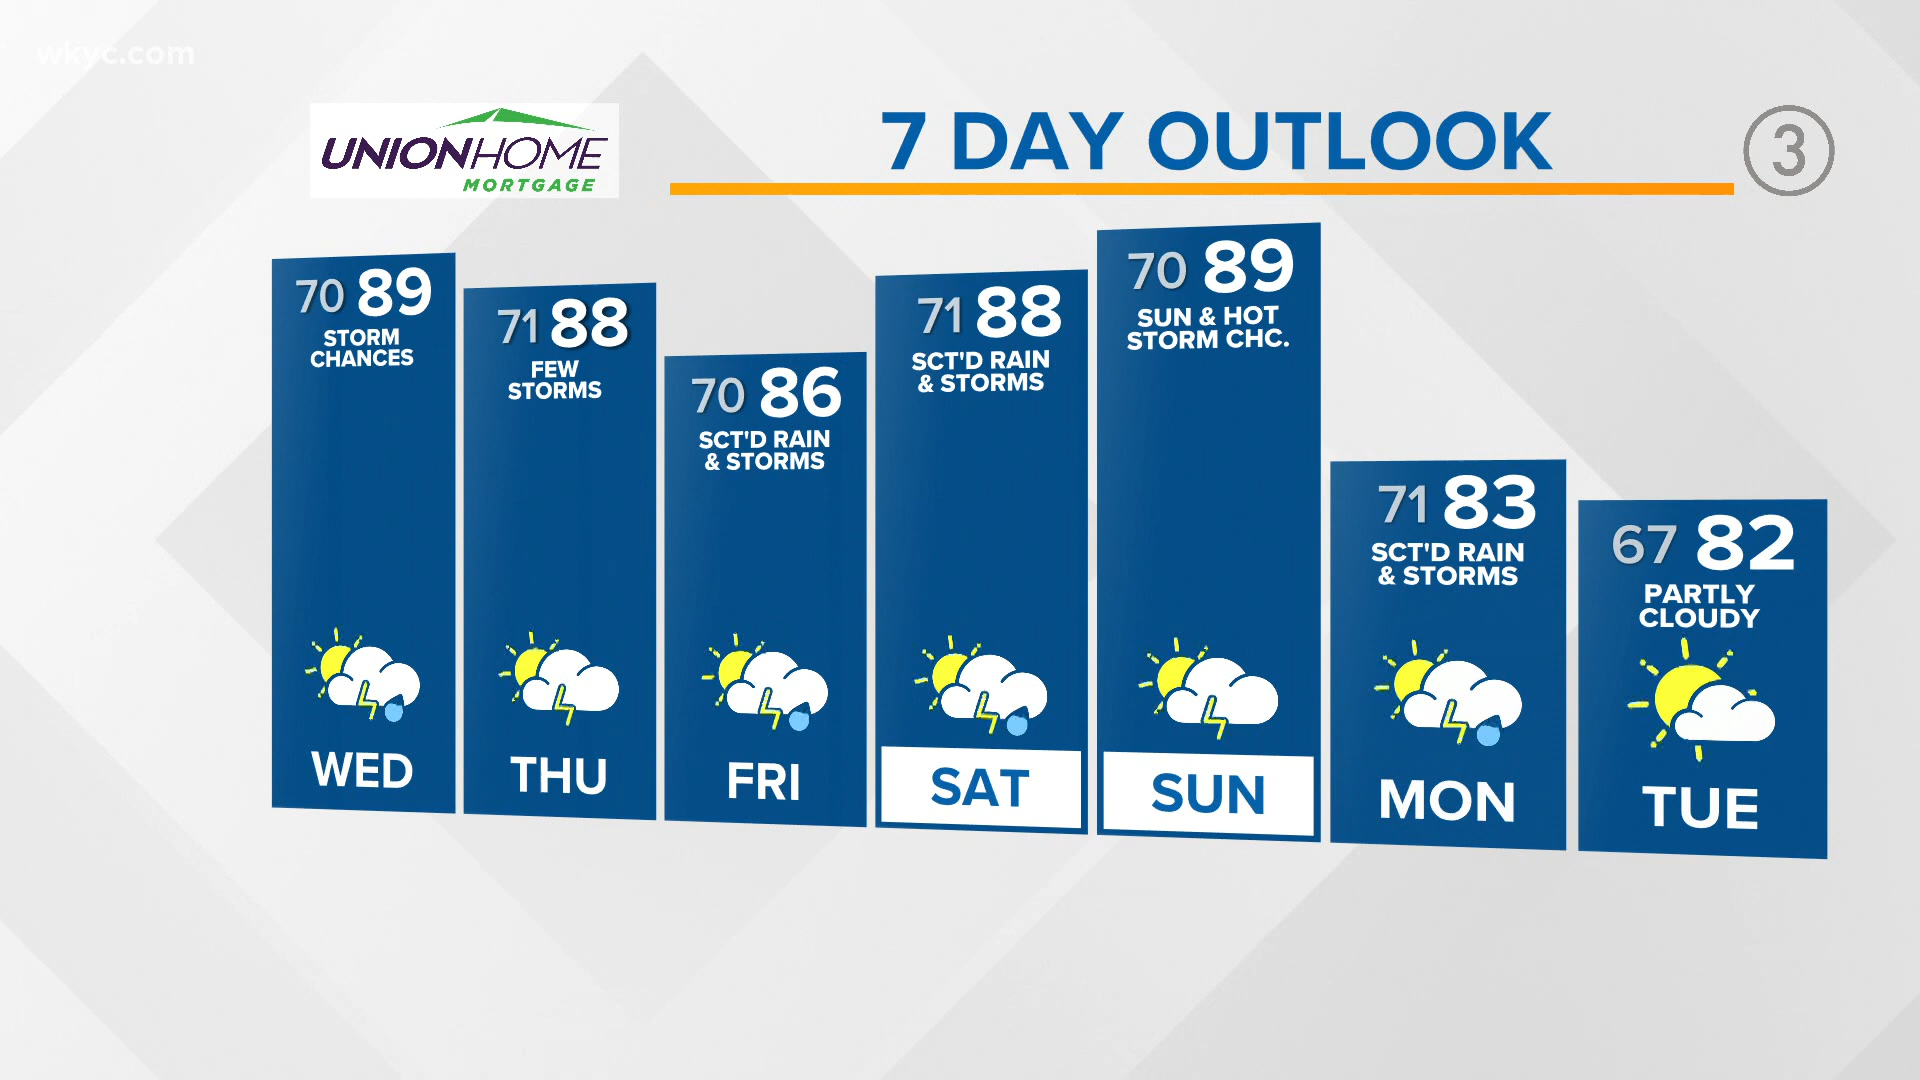 wkyc.com
UNIONHOME
MORTGAGE
7 DAY OUTLOOK
3
70 89
STORM
CHANCES
WED
71 88
FEW
STORMS
THU
70 86
SCT'D RAIN
& STORMS
FRI
71 88
SCT'D RAIN
& STORMS
SAT
70 89
SUN & HOT
STORM CHC.
SUN
71 83
SCT'D RAIN
& STORMS
MON
67 82
PARTLY
CLOUDY
TUE